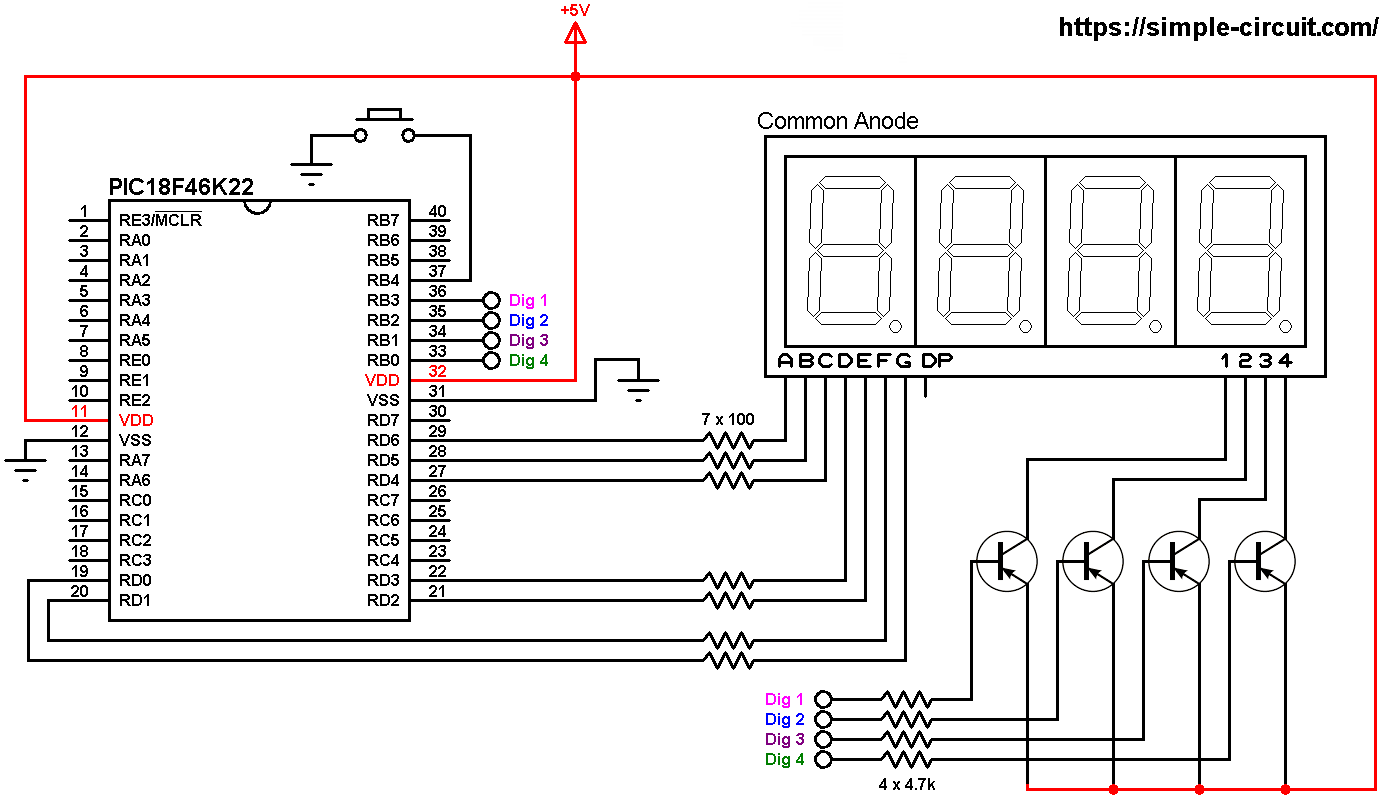 +5V
https://simple-circuit.com/
Common Anode
PIC18F46K22
1 RE3/MCLR RB7 40
2 RA0 RB6 39
3 RA1 RB5 38
4 RA2 RB4 37
5 RA3 RB3 36 Dig 1
6 RA4 RB2 35 Dig 2
7 RA5 RB1 34 Dig 3
8 RE0 RB0 33 Dig 4
9 RE1 VDD 32
10 RE2 VSS 31
11 VDD RD7 30
12 VSS RD6 29
13 RA7 RD5 28
14 RA6 RD4 27
15 RC0 RC7 26
16 RC1 RC6 25
17 RC2 RC5 24
18 RC3 RC4 23
19 RD0 RD3 22
20 RD1 RD2 21
A B C D E F G DP 1 2 3 4
7 x 100
Dig 1
Dig 2
Dig 3
Dig 4
4 x 4.7k